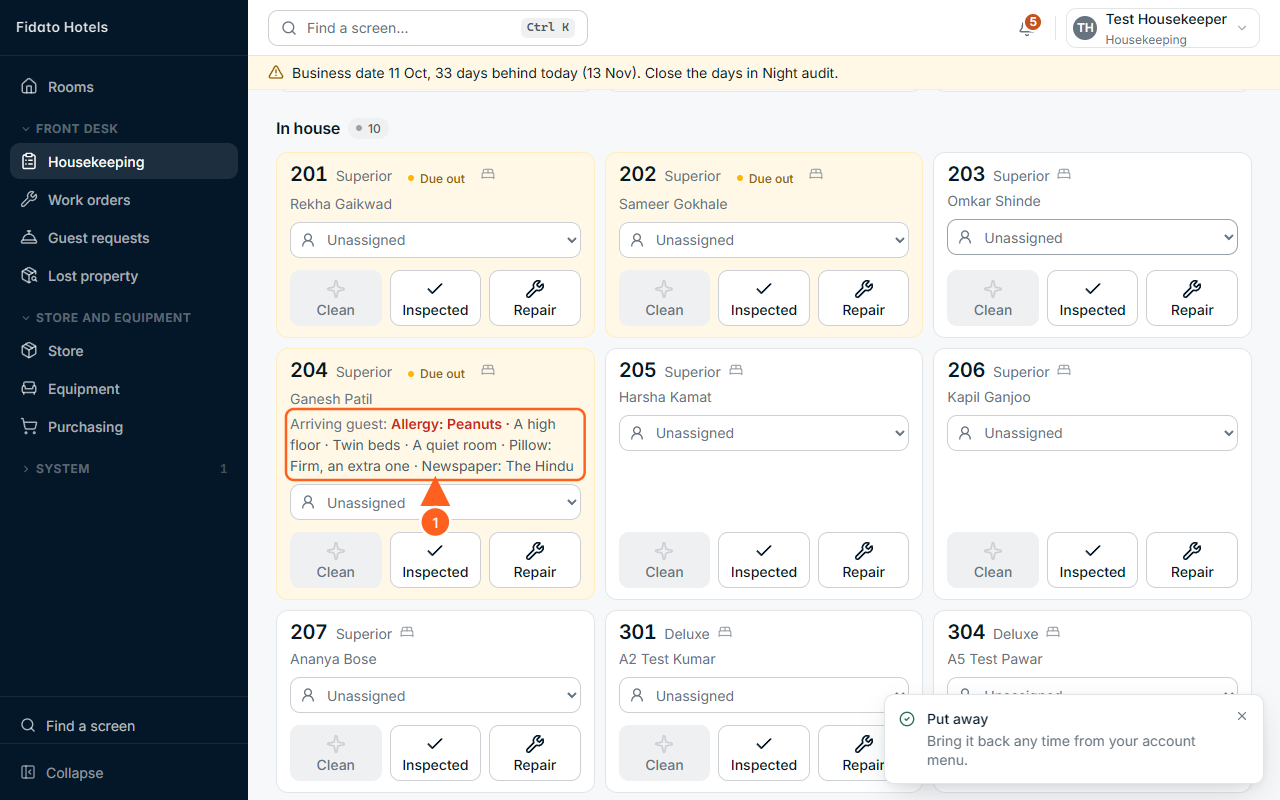 Fidato Hotels
Find a screen...
Ctrl K
5
TH
Test Housekeeper
Housekeeping
Business date 11 Oct, 33 days behind today (13 Nov). Close the days in Night audit.
Rooms
FRONT DESK
Housekeeping
Work orders
Guest requests
Lost property
STORE AND EQUIPMENT
Store
Equipment
Purchasing
SYSTEM 1
Find a screen
Collapse
In house 10
201 Superior Due out
Rekha Gaikwad
Unassigned
Clean Inspected Repair
202 Superior Due out
Sameer Gokhale
Unassigned
Clean Inspected Repair
203 Superior
Omkar Shinde
Unassigned
Clean Inspected Repair
204 Superior Due out
Ganesh Patil
Arriving guest: Allergy: Peanuts · A high
floor · Twin beds · A quiet room · Pillow:
Firm, an extra one · Newspaper: The Hindu
Unassigned
1
Clean Inspected Repair
205 Superior
Harsha Kamat
Unassigned
Clean Inspected Repair
206 Superior
Kapil Ganjoo
Unassigned
Clean Inspected Repair
207 Superior
Ananya Bose
Unassigned
Clean Inspected Repair
301 Deluxe
A2 Test Kumar
Unassigned
Clean Inspected Repair
304 Deluxe
A5 Test Pawar
Put away
Bring it back any time from your account
menu.